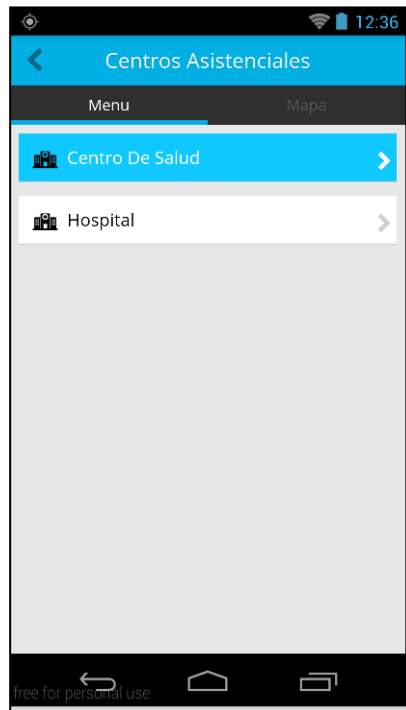 12:36
Centros Asistenciales
Menu Mapa
Centro De Salud
Hospital
free for personal use